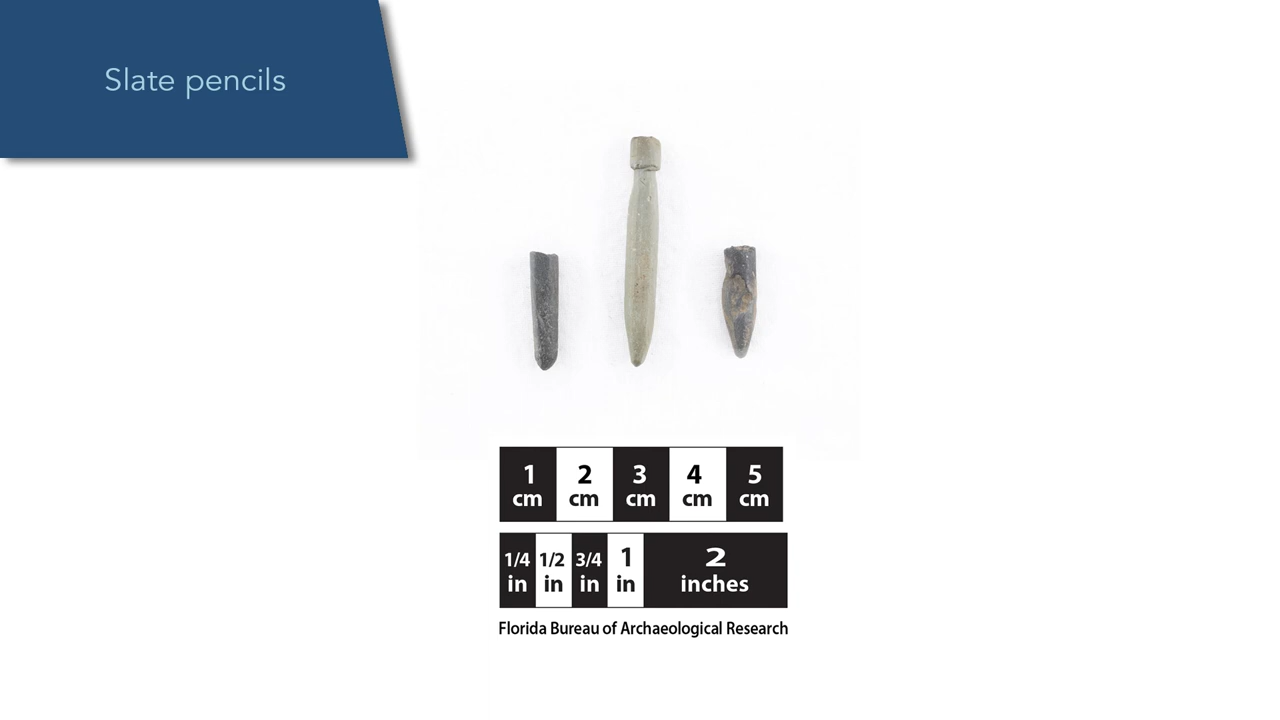 Slate pencils
1 2 3 4 5
cm cm cm cm cm
1/4 1/2 3/4 1 2
in in in in inches
Florida Bureau of Archaeological Research